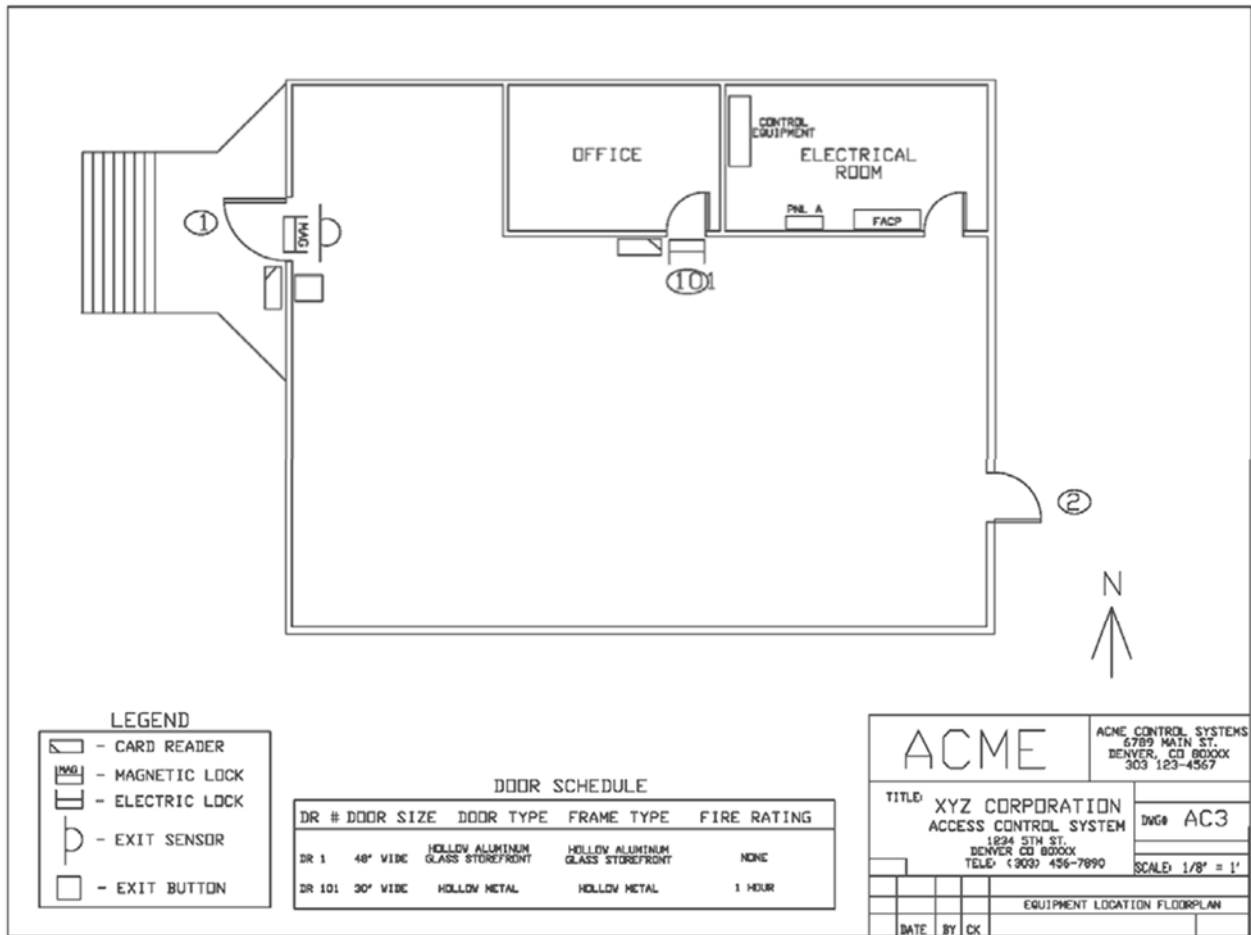 CONTROL
EQUIPMENT
OFFICE
ELECTRICAL
ROOM
1
MAG
PNL A
FACP
101
2
N
LEGEND
- CARD READER
MAG - MAGNETIC LOCK
- ELECTRIC LOCK
- EXIT SENSOR
- EXIT BUTTON
DOOR SCHEDULE
DR # DOOR SIZE DOOR TYPE FRAME TYPE FIRE RATING
DR 1 48" WIDE HOLLOW ALUMINUM GLASS STOREFRONT HOLLOW ALUMINUM GLASS STOREFRONT NONE
DR 101 30" WIDE HOLLOW METAL HOLLOW METAL 1 HOUR
ACME
ACME CONTROL SYSTEMS
6789 MAIN ST.
DENVER, CO 80XXX
303 123-4567
TITLE: XYZ CORPORATION
ACCESS CONTROL SYSTEM
1234 5TH ST.
DENVER CO 80XXX
TELE: (303) 456-7890
DWG# AC3
SCALE: 1/8" = 1'
EQUIPMENT LOCATION FLOORPLAN
DATE BY CK